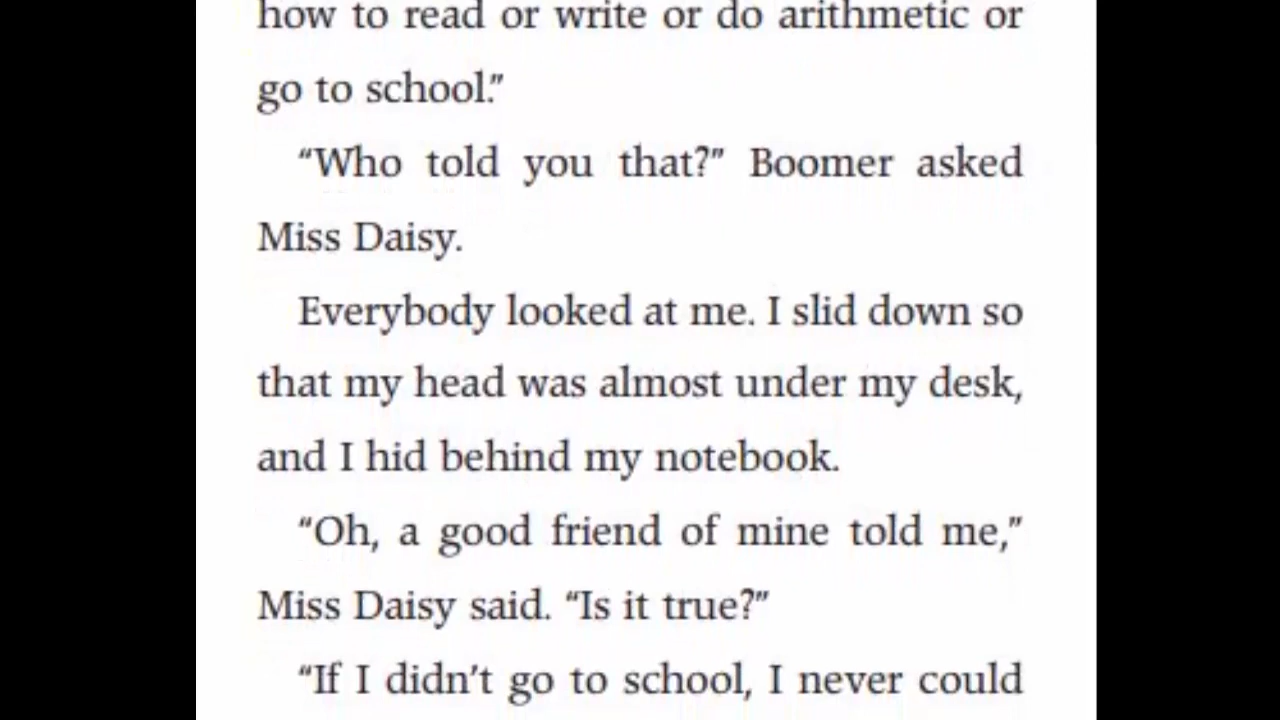 how to read or write or do arithmetic or
go to school.”
“Who told you that?” Boomer asked
Miss Daisy.
Everybody looked at me. I slid down so
that my head was almost under my desk,
and I hid behind my notebook.
“Oh, a good friend of mine told me,”
Miss Daisy said. “Is it true?”
“If I didn’t go to school, I never could